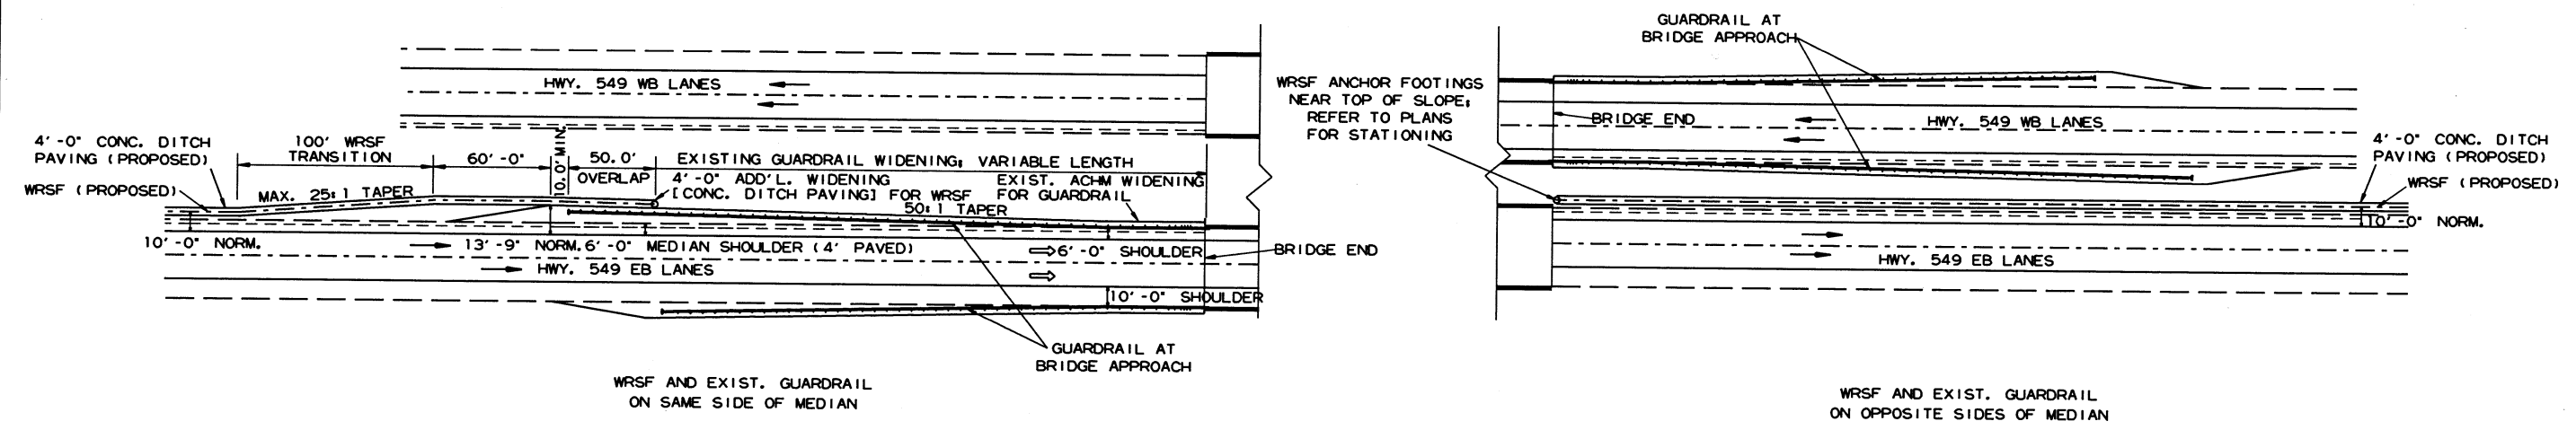 HWY. 549 WB LANES
4'-0" CONC. DITCH
PAVING (PROPOSED)
100' WRSF
TRANSITION
60'-0"
10.0' MIN
50.0'
OVERLAP
EXISTING GUARDRAIL WIDENING; VARIABLE LENGTH
4'-0" ADD'L. WIDENING
[CONC. DITCH PAVING] FOR WRSF
EXIST. ACHM WIDENING
FOR GUARDRAIL
WRSF (PROPOSED)
MAX. 25:1 TAPER
50:1 TAPER
10'-0" NORM.
13'-9" NORM.
6'-0" MEDIAN SHOULDER (4' PAVED)
6'-0" SHOULDER
BRIDGE END
HWY. 549 EB LANES
10'-0" SHOULDER
GUARDRAIL AT
BRIDGE APPROACH
WRSF AND EXIST. GUARDRAIL
ON SAME SIDE OF MEDIAN
GUARDRAIL AT
BRIDGE APPROACH
WRSF ANCHOR FOOTINGS
NEAR TOP OF SLOPE;
REFER TO PLANS
FOR STATIONING
BRIDGE END
HWY. 549 WB LANES
4'-0" CONC. DITCH
PAVING (PROPOSED)
WRSF (PROPOSED)
10'-0" NORM.
HWY. 549 EB LANES
WRSF AND EXIST. GUARDRAIL
ON OPPOSITE SIDES OF MEDIAN